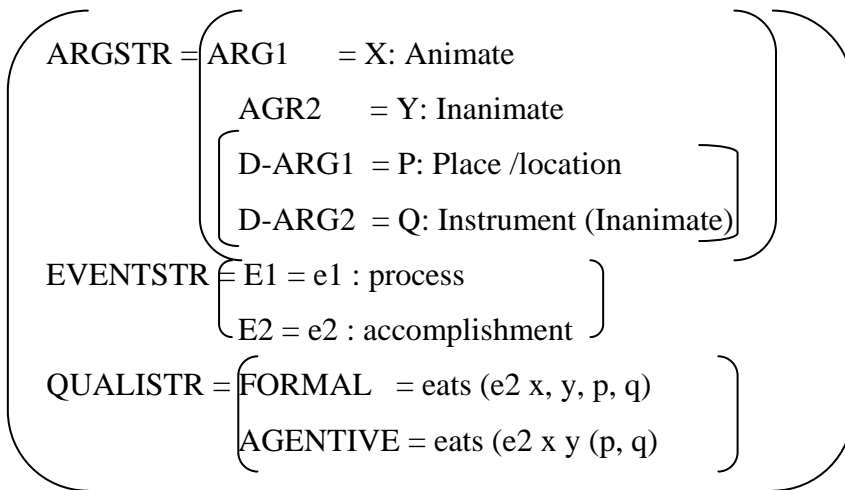 ARGSTR = ARG1 = X: Animate
AGR2 = Y: Inanimate
D-ARG1 = P: Place /location
D-ARG2 = Q: Instrument (Inanimate)
EVENTSTR = E1 = e1 : process
E2 = e2 : accomplishment
QUALISTR = FORMAL = eats (e2 x, y, p, q)
AGENTIVE = eats (e2 x y (p, q)